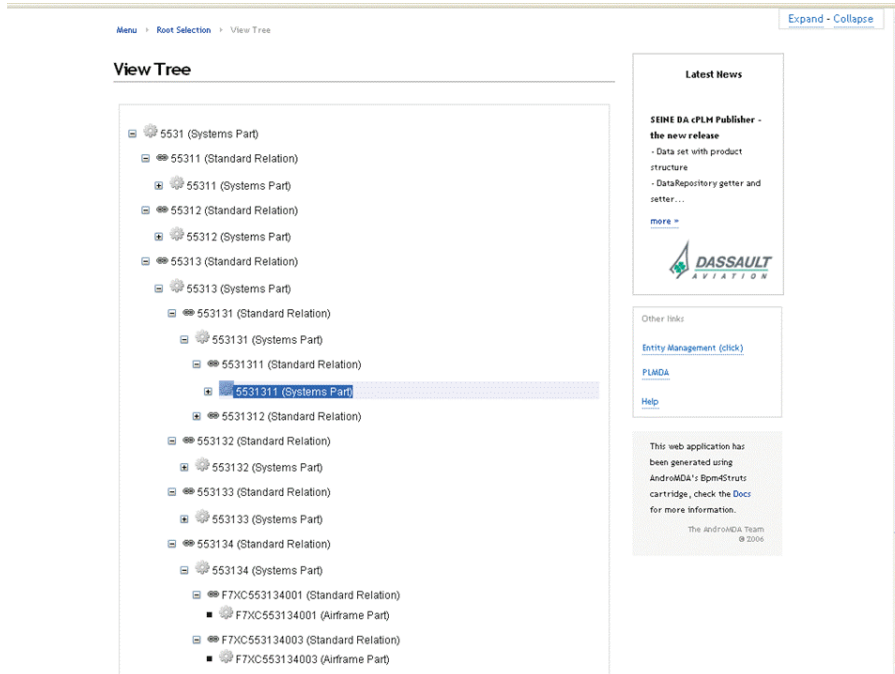 Expand - Collapse
Menu › Root Selection › View Tree
View Tree
5531 (Systems Part)
55311 (Standard Relation)
55311 (Systems Part)
55312 (Standard Relation)
55312 (Systems Part)
55313 (Standard Relation)
55313 (Systems Part)
553131 (Standard Relation)
553131 (Systems Part)
5531311 (Standard Relation)
5531311 (Systems Part)
5531312 (Standard Relation)
553132 (Standard Relation)
553132 (Systems Part)
553133 (Standard Relation)
553133 (Systems Part)
553134 (Standard Relation)
553134 (Systems Part)
F7XC553134001 (Standard Relation)
F7XC553134001 (Airframe Part)
F7XC553134003 (Standard Relation)
F7XC553134003 (Airframe Part)
Latest News
SEINE DA cPLM Publisher -
the new release
- Data set with product
structure
- DataRepository getter and
setter...
more »
DASSAULT
AVIATION
Other links
Entity Management (click)
PLMDA
Help
This web application has
been generated using
AndroMDA's Bpm4Struts
cartridge, check the Docs
for more information.
The AndroMDA Team
© 2006